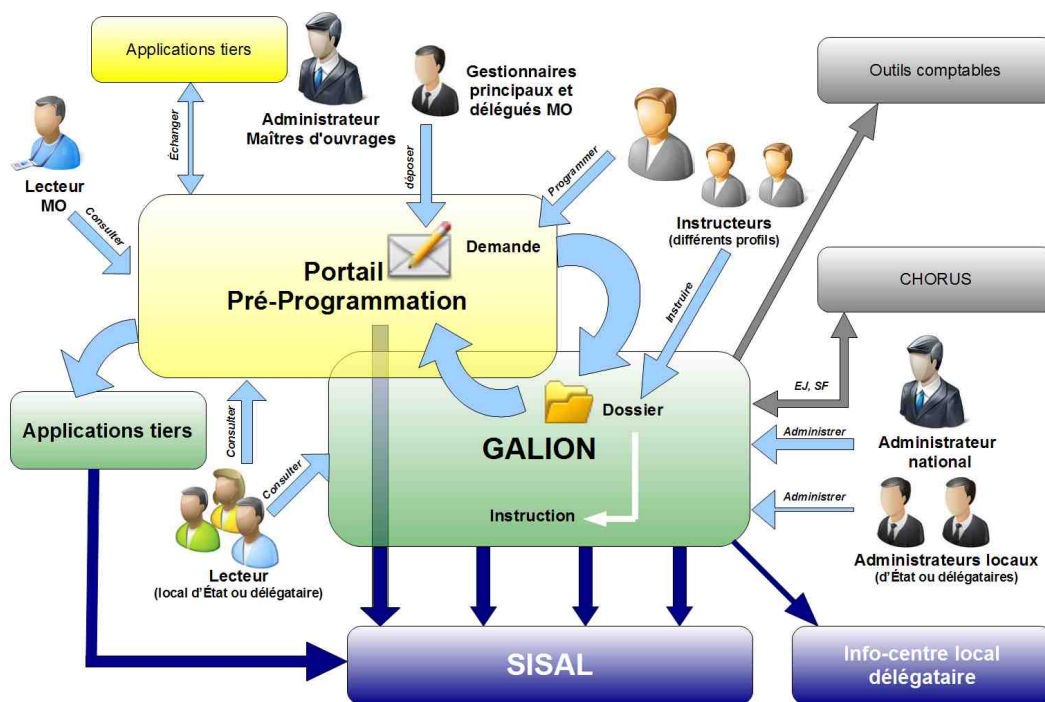 Applications tiers
Administrateur
Maîtres d'ouvrages
Gestionnaires
principaux et
délégués MO
Outils comptables
Échanger
déposer
Programmer
Lecteur
MO
Consulter
Instructeurs
(différents profils)
Demande
Portail
Pré-Programmation
Instruire
CHORUS
EJ, SF
Applications tiers
Consulter
Consulter
Dossier
GALION
Instruction
Administrer
Administrateur
national
Administrer
Administrateurs locaux
(d'État ou délégataires)
Lecteur
(local d'État ou délégataire)
SISAL
Info-centre local
délégataire